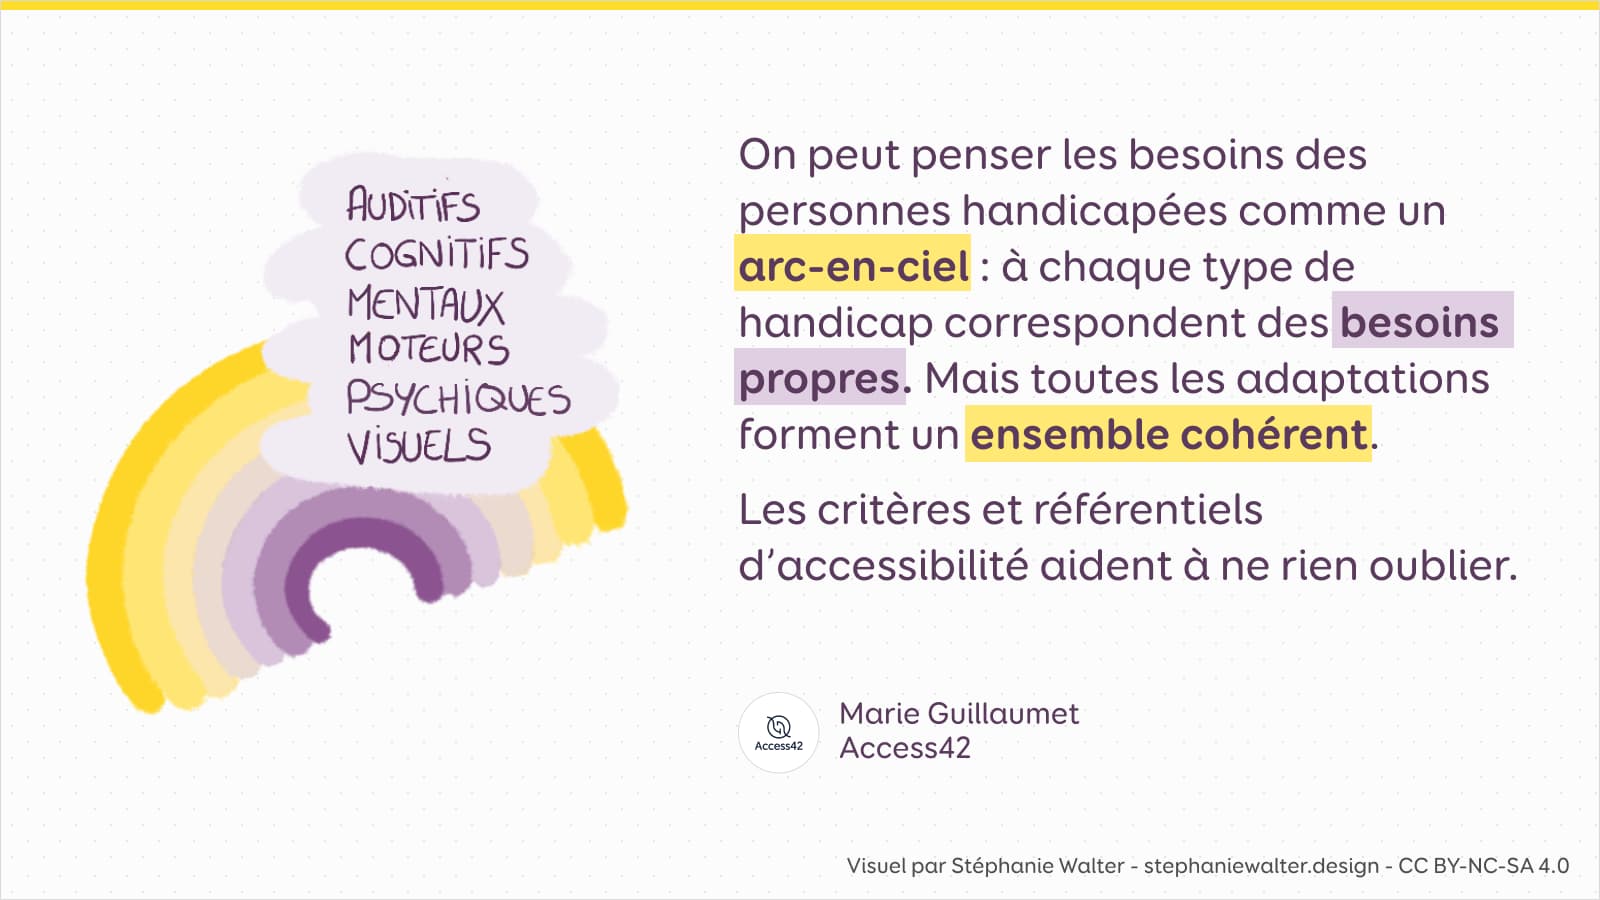 AUDITIFS
COGNITIFS
MENTAUX
MOTEURS
PSYCHIQUES
VISUELS
On peut penser les besoins des
personnes handicapées comme un
arc-en-ciel : à chaque type de
handicap correspondent des besoins
propres. Mais toutes les adaptations
forment un ensemble cohérent.
Les critères et référentiels
d’accessibilité aident à ne rien oublier.
Access42
Marie Guillaumet
Access42
Visuel par Stéphanie Walter - stephaniewalter.design - CC BY-NC-SA 4.0